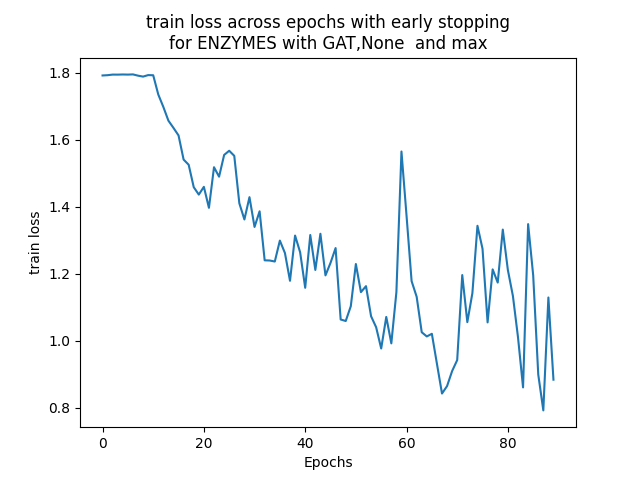 train loss across epochs with early stopping
for ENZYMES with GAT,None  and max
1.8
1.6
1.4
1.2
1.0
0.8
train loss
0 20 40 60 80
Epochs